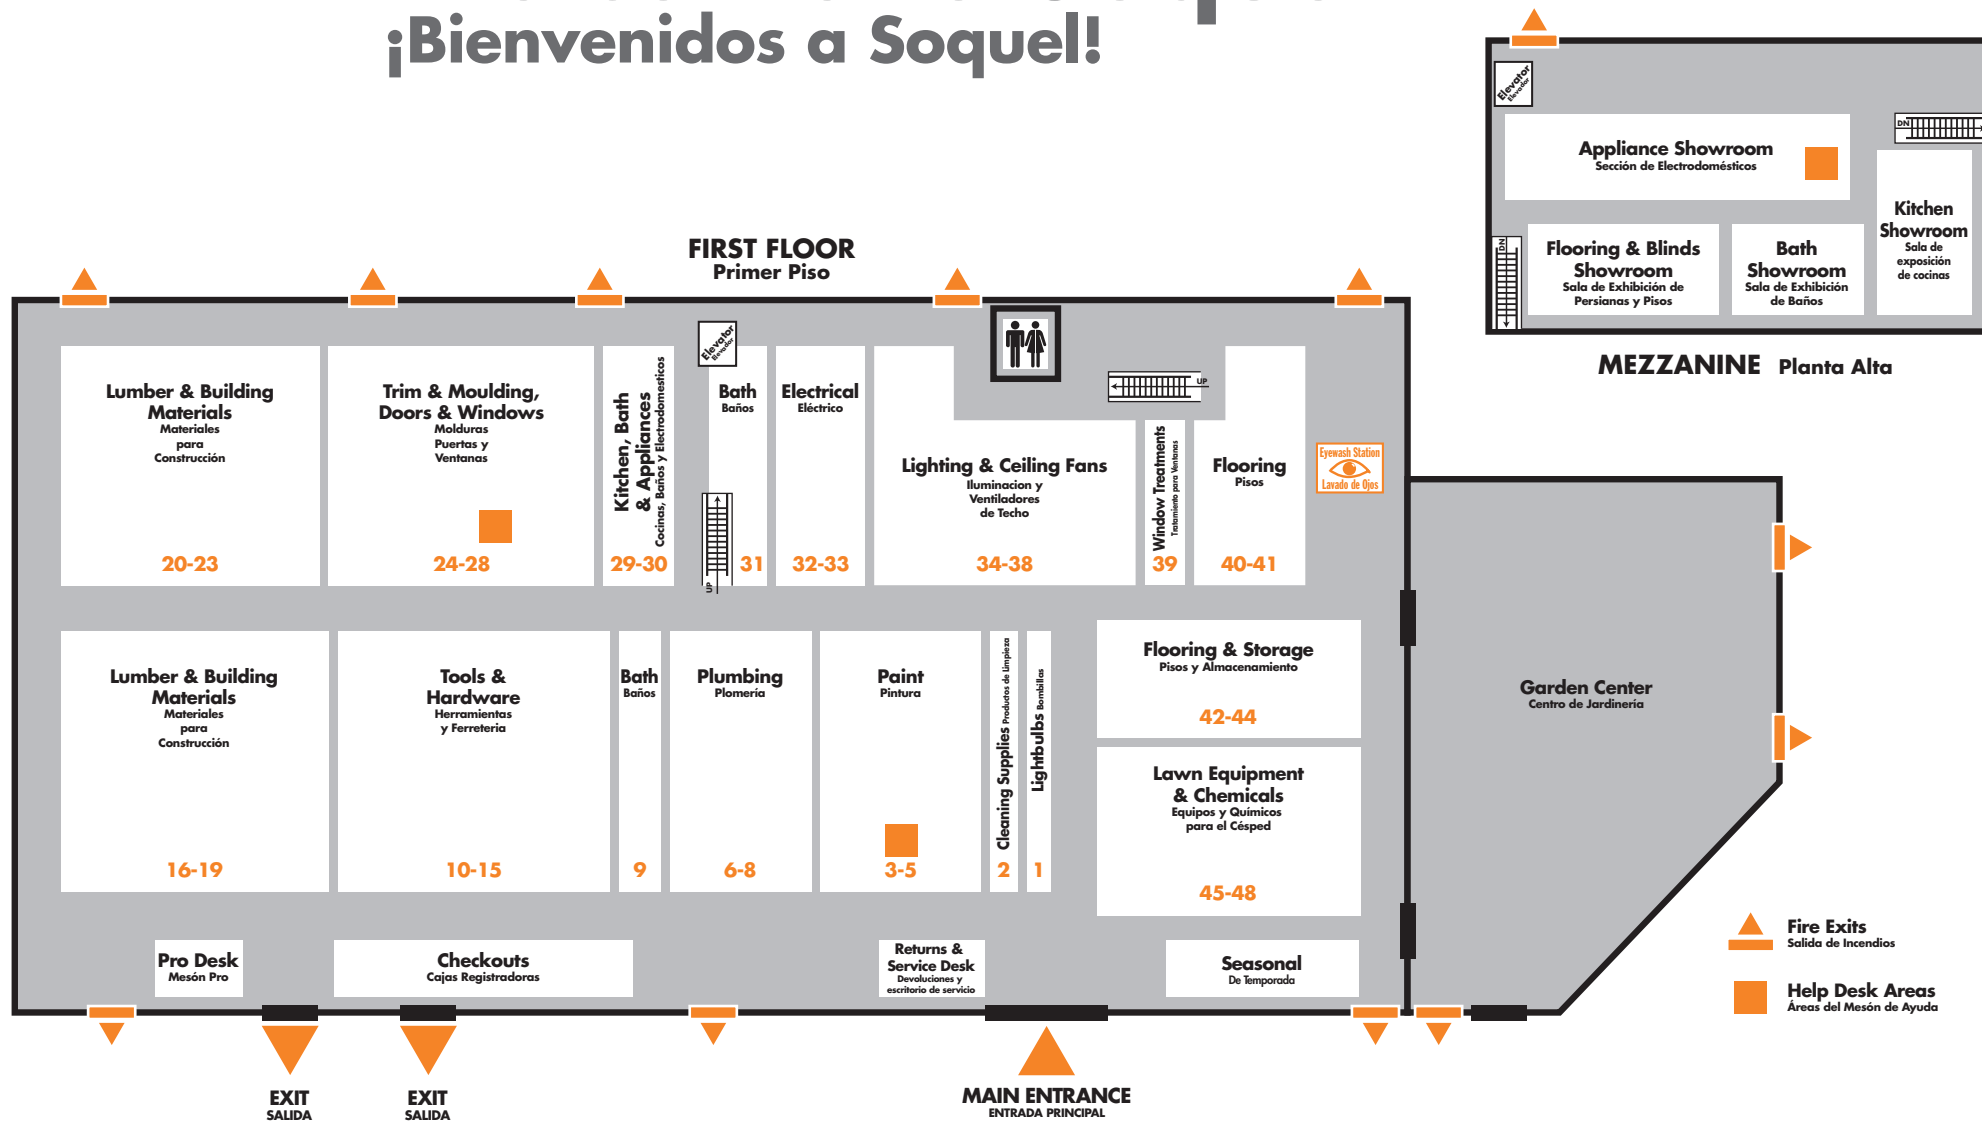 ¡Bienvenidos a Soquel!
Elevator
Elevador
DN
Appliance Showroom
Sección de Electrodomésticos
Kitchen
Showroom
Sala de
exposición
de cocinas
DN
Flooring & Blinds
Showroom
Sala de Exhibición de
Persianas y Pisos
Bath
Showroom
Sala de Exhibición
de Baños
MEZZANINE Planta Alta
FIRST FLOOR
Primer Piso
Elevator
Elevador
UP
Lumber & Building
Materials
Materiales
para
Construcción
20-23
Trim & Moulding,
Doors & Windows
Molduras
Puertas y
Ventanas
24-28
Kitchen, Bath
& Appliances
Cocinas, Baños y Electrodomesticos
29-30
UP
Bath
Baños
31
Electrical
Eléctrico
32-33
Lighting & Ceiling Fans
Iluminacion y
Ventiladores
de Techo
34-38
Window Treatments
Tratamiento para Ventanas
39
Flooring
Pisos
40-41
Eyewash Station
Lavado de Ojos
Lumber & Building
Materials
Materiales
para
Construcción
16-19
Tools &
Hardware
Herramientas
y Ferreteria
10-15
Bath
Baños
9
Plumbing
Plomería
6-8
Paint
Pintura
3-5
Cleaning Supplies Productos de Limpieza
2
Lightbulbs Bombillas
1
Flooring & Storage
Pisos y Almacenamiento
42-44
Lawn Equipment
& Chemicals
Equipos y Químicos
para el Césped
45-48
Garden Center
Centro de Jardinería
Pro Desk
Mesón Pro
Checkouts
Cajas Registradoras
Returns &
Service Desk
Devoluciones y
escritorio de servicio
Seasonal
De Temporada
Fire Exits
Salida de Incendios
Help Desk Areas
Áreas del Mesón de Ayuda
EXIT
SALIDA
EXIT
SALIDA
MAIN ENTRANCE
ENTRADA PRINCIPAL